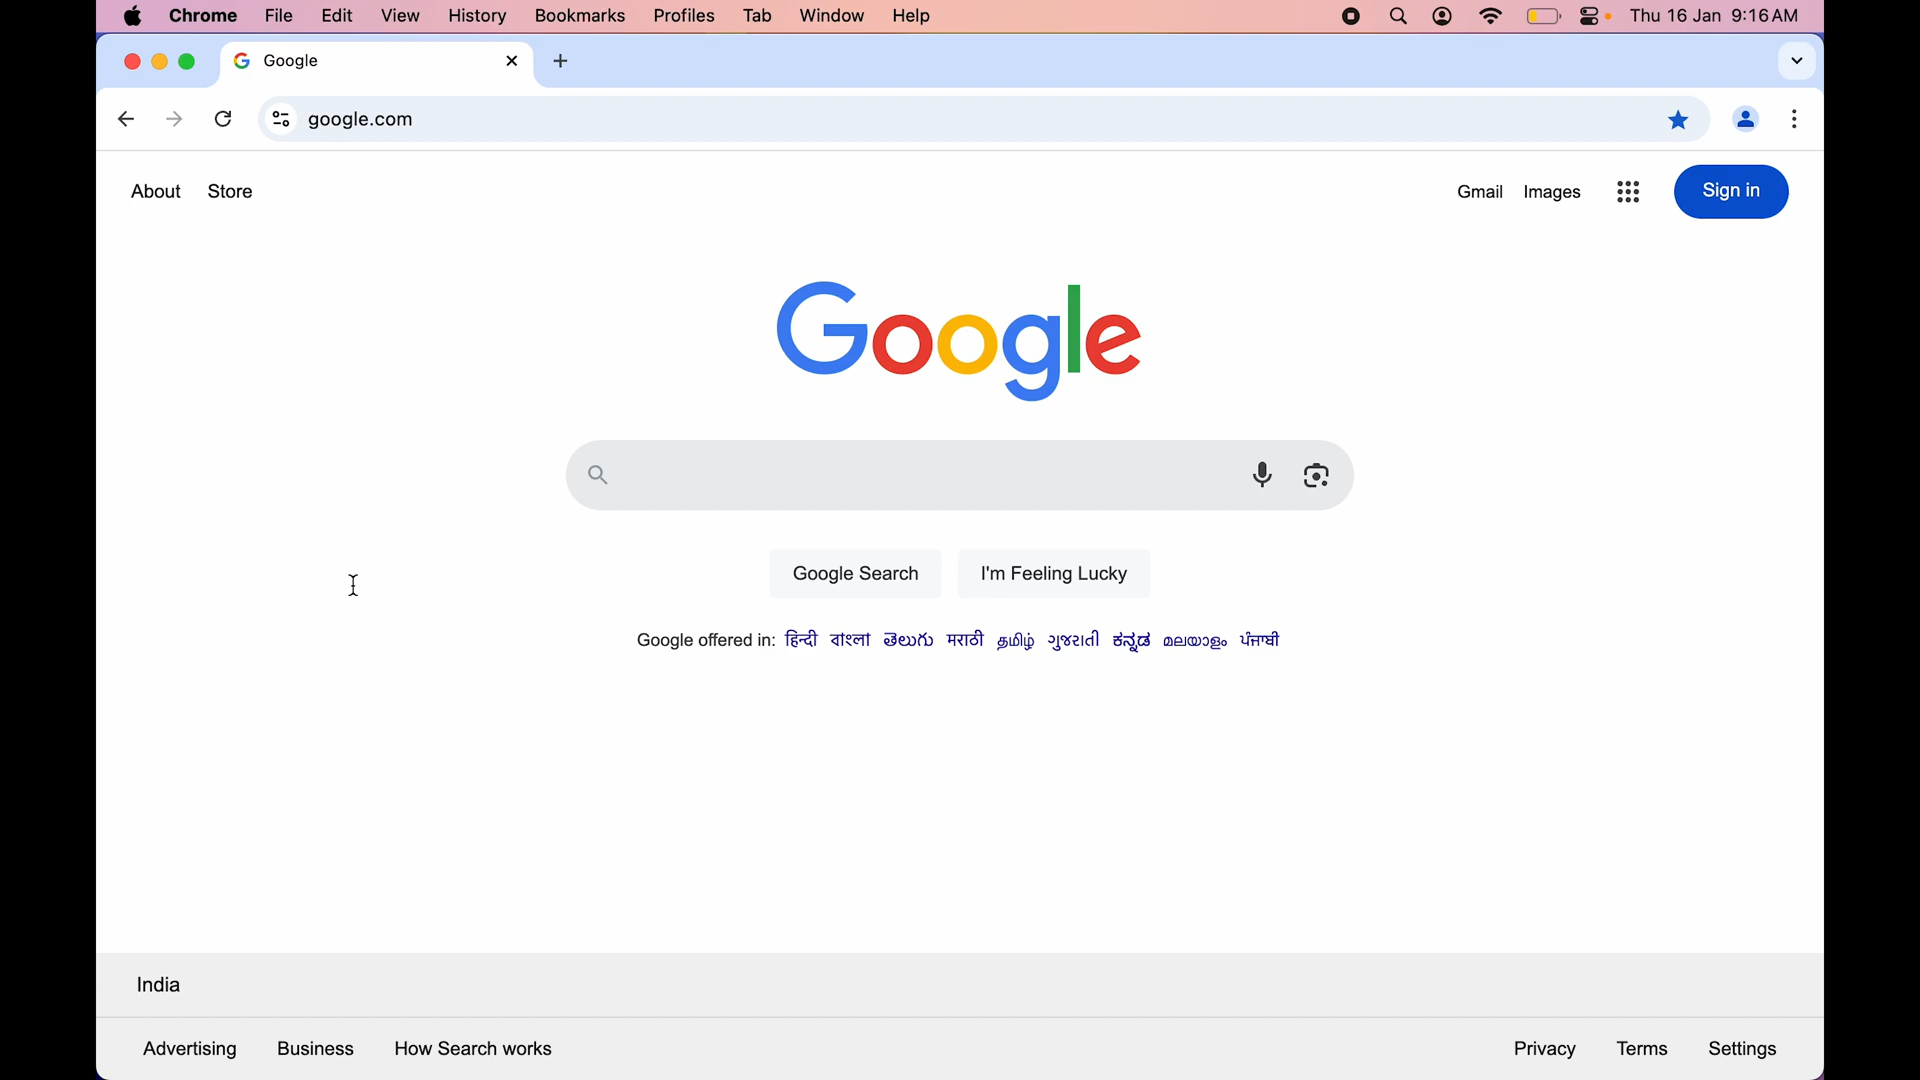 Chrome File Edit View History Bookmarks Profiles Tab Window Help Thu 16 Jan 9:16 AM
Google
google.com
About Store Gmail Images Sign in
Google
Google Search I'm Feeling Lucky
Google offered in: हिन्दी বাংলা తెలుగు मराठी தமிழ் ગુજરાતી ಕನ್ನಡ മലയാളം ਪੰਜਾਬੀ
India
Advertising Business How Search works Privacy Terms Settings